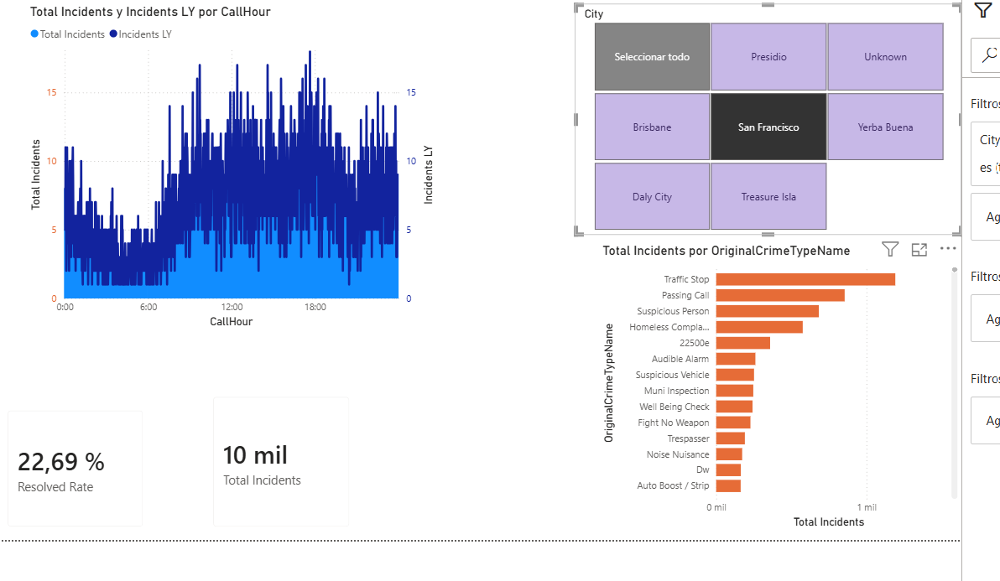 Total Incidents y Incidents LY por CallHour
Total Incidents Incidents LY
15
10
5
0
Total Incidents
15
10
5
0
Incidents LY
0:00 6:00 12:00 18:00
CallHour
22,69 %
Resolved Rate
10 mil
Total Incidents
City
Seleccionar todo Presidio Unknown
Brisbane San Francisco Yerba Buena
Daly City Treasure Isla
Total Incidents por OriginalCrimeTypeName
OriginalCrimeTypeName
Traffic Stop
Passing Call
Suspicious Person
Homeless Compla...
22500e
Audible Alarm
Suspicious Vehicle
Muni Inspection
Well Being Check
Fight No Weapon
Trespasser
Noise Nuisance
Dw
Auto Boost / Strip
0 mil 1 mil
Total Incidents
Filtros
City
es (
Ag
Filtros
Ag
Filtros
Ag